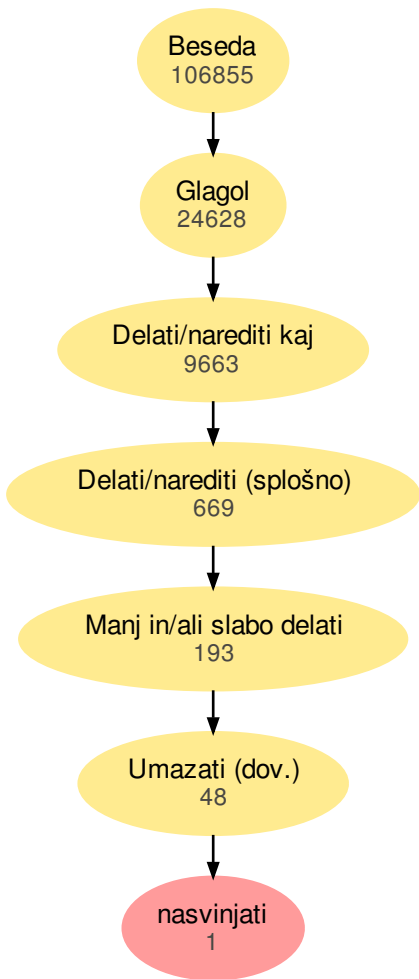 Beseda
106855
Glagol
24628
Delati/narediti kaj
9663
Delati/narediti (splošno)
669
Manj in/ali slabo delati
193
Umazati (dov.)
48
nasvinjati
1